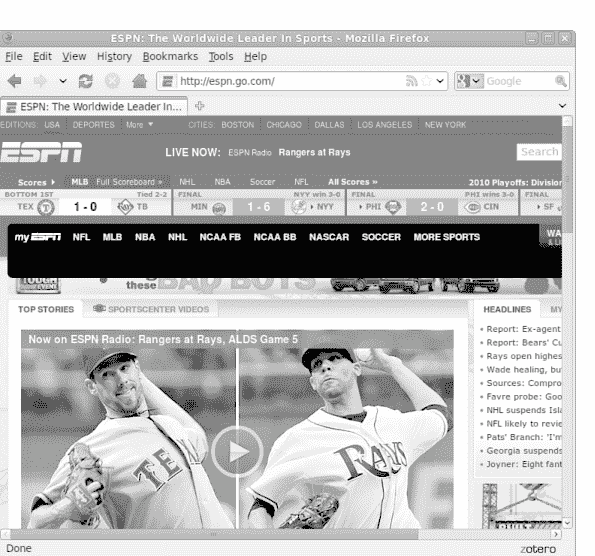 ESPN: The Worldwide Leader In Sports - Mozilla Firefox
File Edit View History Bookmarks Tools Help
http://espn.go.com/ Google
ESPN: The Worldwide Leader In...
EDITIONS: USA DEPORTES More CITIES: BOSTON CHICAGO DALLAS LOS ANGELES NEW YORK
ESPN LIVE NOW: ESPN Radio Rangers at Rays Search
Scores MLB Full Scoreboard » NHL NBA Soccer NFL All Scores » 2010 Playoffs: Division
BOTTOM 1ST Tied 2-2 FINAL NYY win 3-0 FINAL PHI wins 3-0 FINAL
TEX 1 - 0 TB MIN 1 - 6 NYY PHI 2 - 0 CIN SF
my ESPN NFL MLB NBA NHL NCAA FB NCAA BB NASCAR SOCCER MORE SPORTS WA
& LI
TOUGH these BAD BOYS
TOP STORIES SPORTSCENTER VIDEOS HEADLINES MY
Now on ESPN Radio: Rangers at Rays, ALDS Game 5
Report: Ex-agent
Report: Bears' Cu
Rays open highes
Wade healing, bu
Sources: Compro
Favre probe: Goo
NHL suspends Isla
NFL likely to revie
Pats' Branch: 'I'm
Georgia suspends
Joyner: Eight fant
TE
RAYS
Done zotero